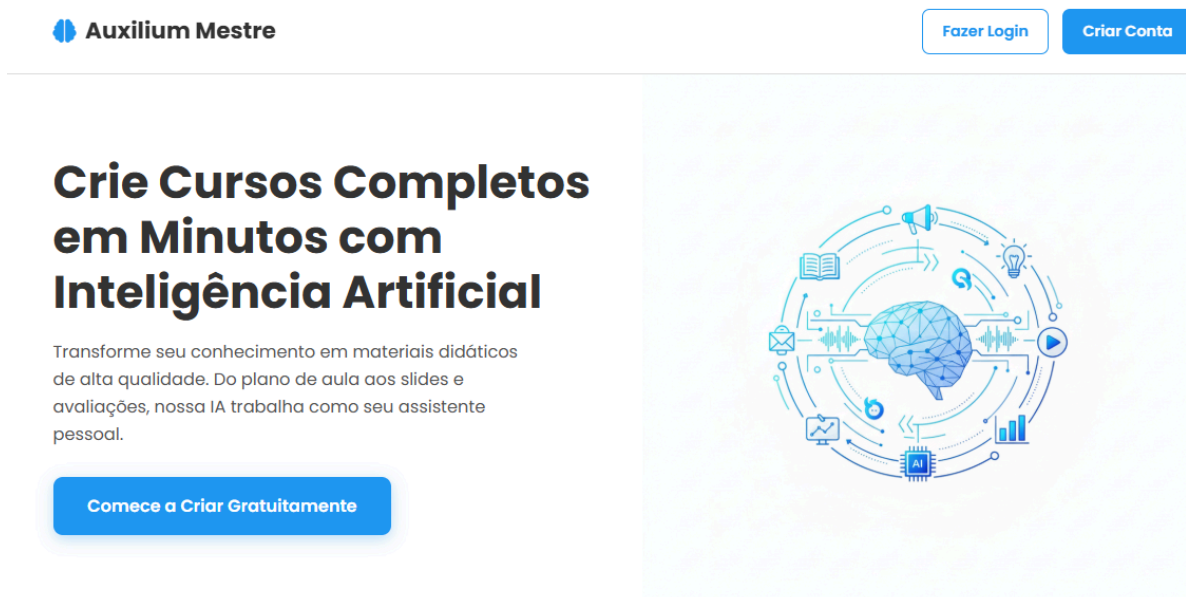 Auxilium Mestre
Fazer Login
Criar Conta
Crie Cursos Completos
em Minutos com
Inteligência Artificial
Transforme seu conhecimento em materiais didáticos
de alta qualidade. Do plano de aula aos slides e
avaliações, nossa IA trabalha como seu assistente
pessoal.
Comece a Criar Gratuitamente
AI